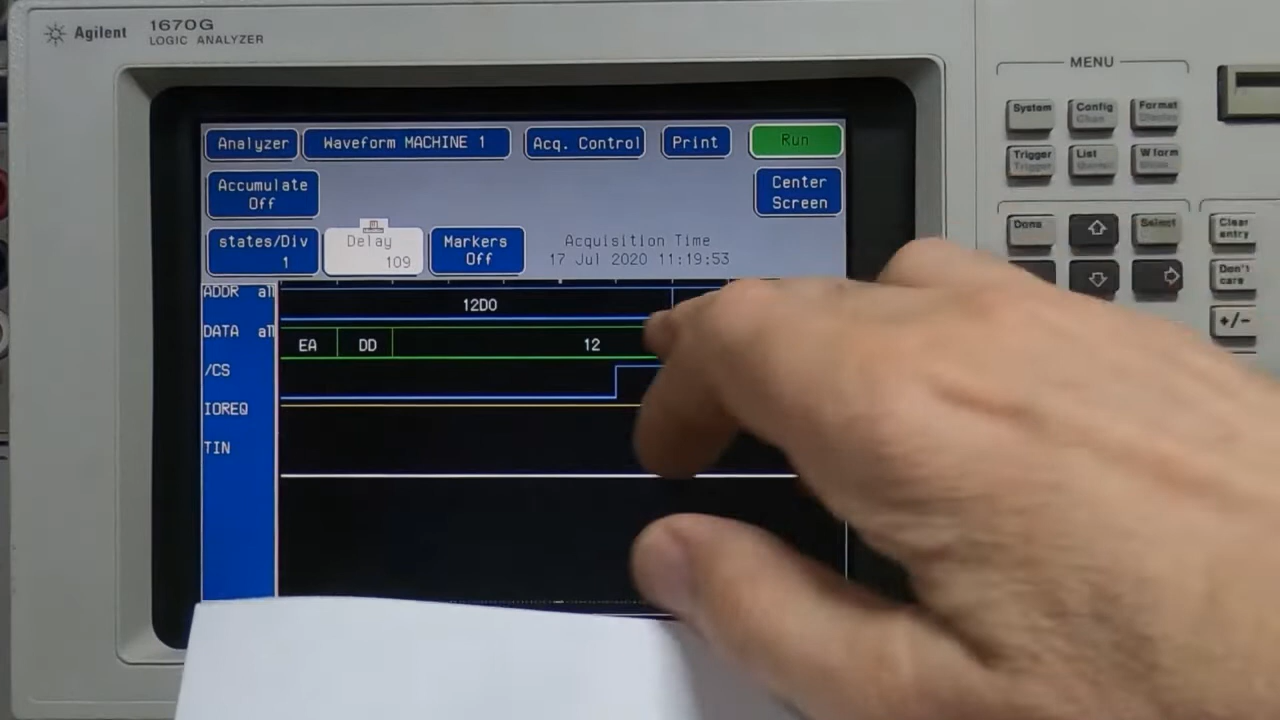 Agilent
1670G
LOGIC ANALYZER
MENU
System
Config
Format
Trigger
Trigger
List
W form
Done
Select
Clear
entry
Don't
care
+/-
Analyzer
Waveform MACHINE 1
Acq. Control
Print
Run
Accumulate
Off
Center
Screen
states/Div
1
Delay
109
Markers
Off
Acquisition Time
17 Jul 2020 11:19:53
ADDR all
12D0
DATA all
EA
DD
12
/CS
IOREQ
TIN